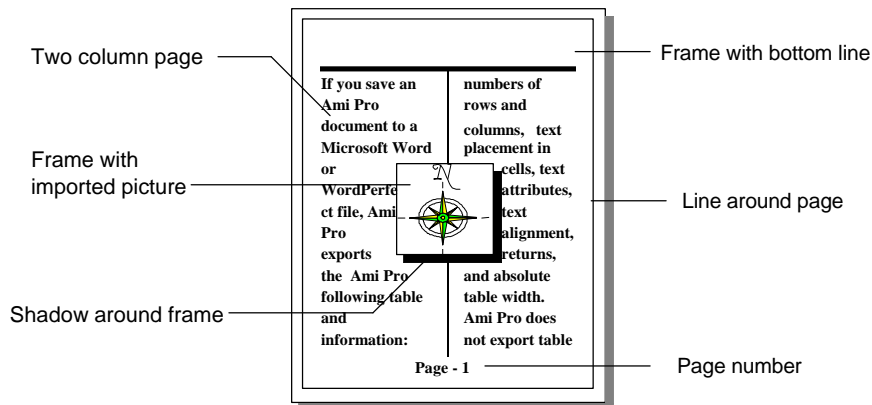 Two column page
Frame with
imported picture
Shadow around frame
If you save an
Ami Pro
document to a
Microsoft Word
or
WordPerfe
ct file, Ami
Pro
exports
the Ami Pro
following table
and
information:
numbers of
rows and
columns, text
placement in
cells, text
attributes,
text
alignment,
returns,
and absolute
table width.
Ami Pro does
not export table
N
Page - 1
Frame with bottom line
Line around page
Page number